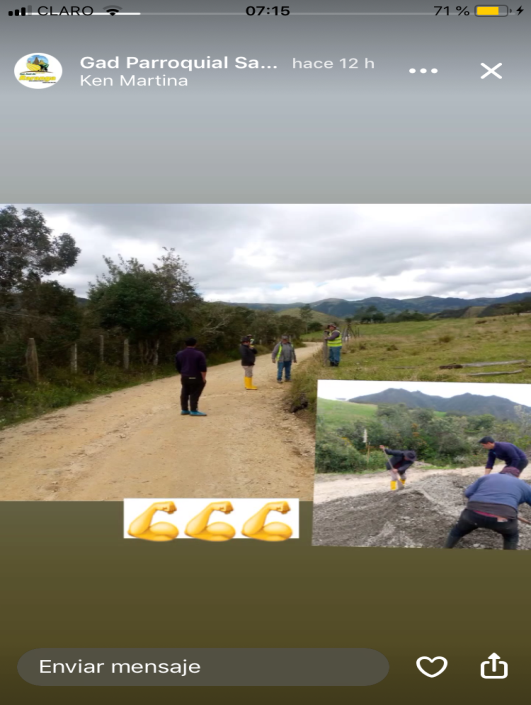 CLARO
07:15
71 %
Gad Parroquial Sa... hace 12 h
Ken Martina
Enviar mensaje